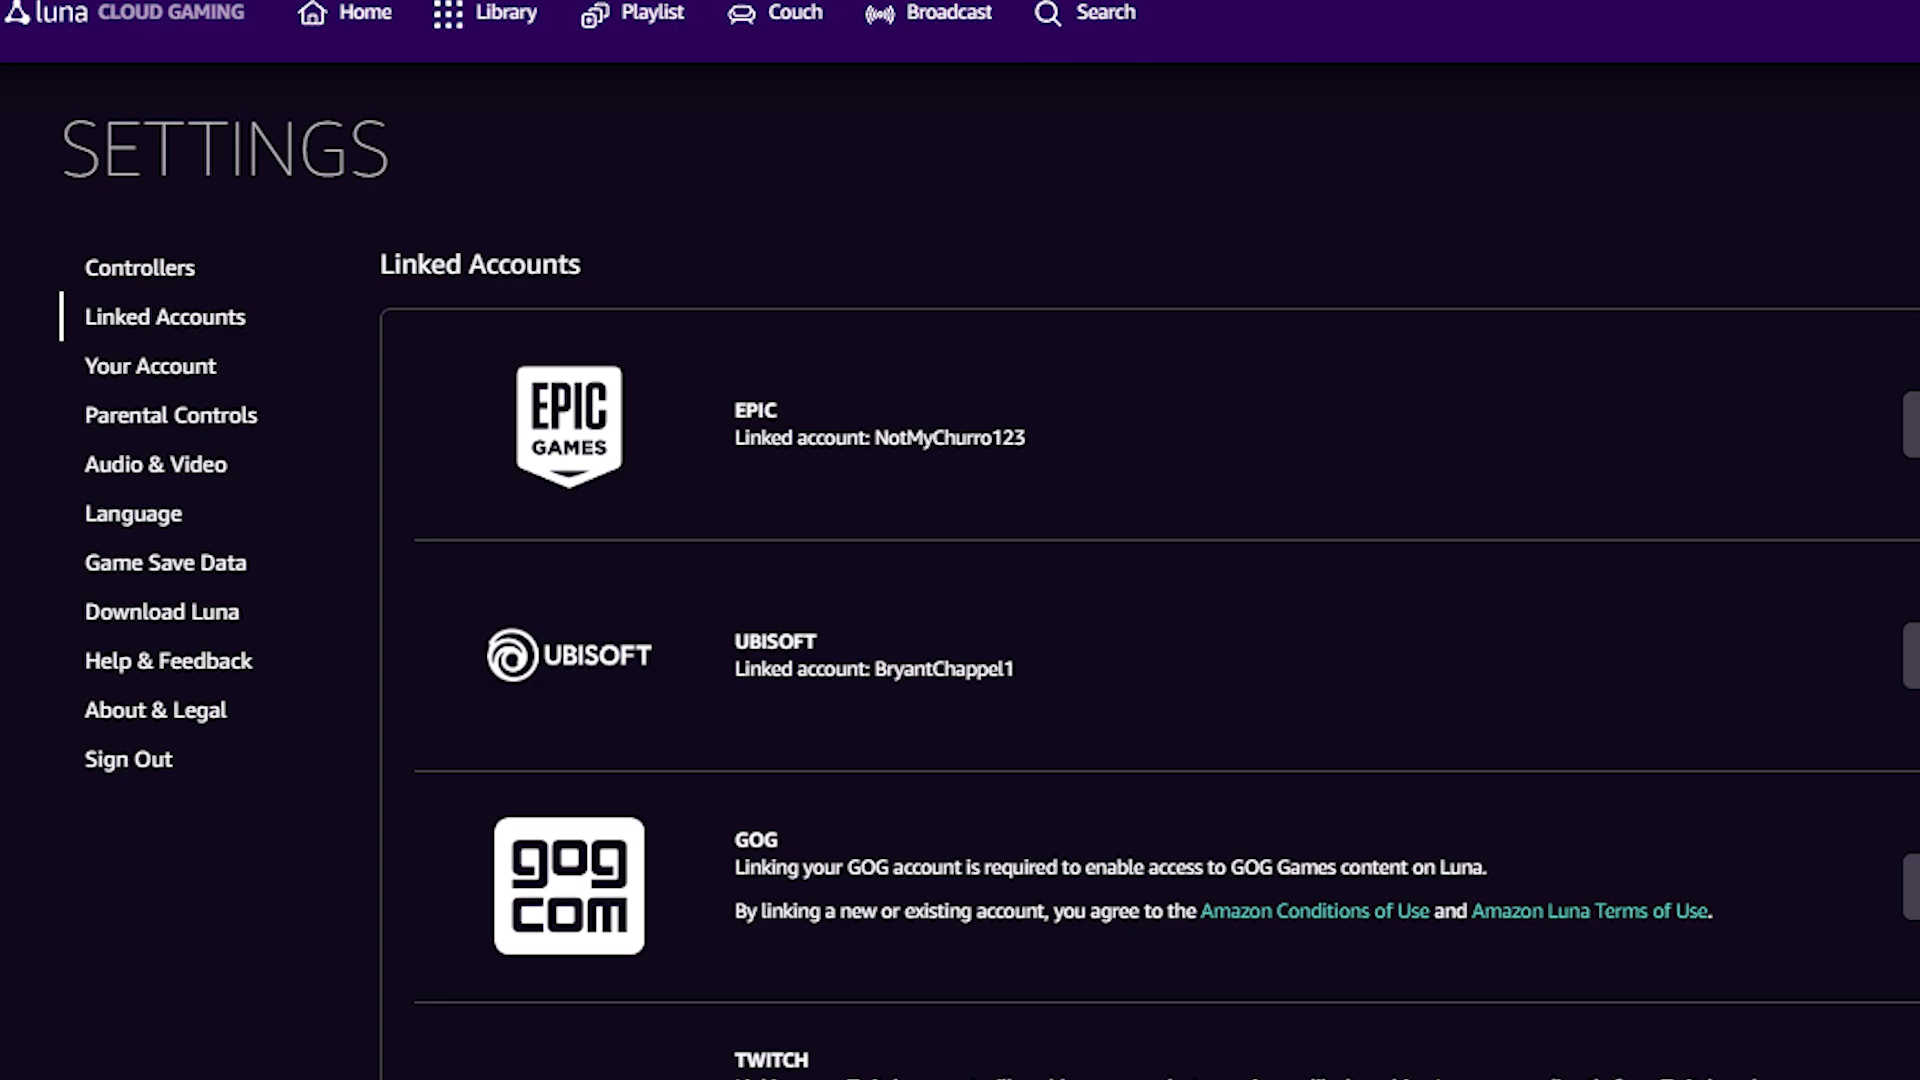 luna CLOUD GAMING Home Library Playlist Couch Broadcast Search
SETTINGS
Controllers
Linked Accounts
Your Account
Parental Controls
Audio & Video
Language
Game Save Data
Download Luna
Help & Feedback
About & Legal
Sign Out
Linked Accounts
EPIC
GAMES
EPIC
Linked account: NotMyChurro123
UBISOFT
UBISOFT
Linked account: BryantChappel1
gog
com
GOG
Linking your GOG account is required to enable access to GOG Games content on Luna.
By linking a new or existing account, you agree to the Amazon Conditions of Use and Amazon Luna Terms of Use.
TWITCH